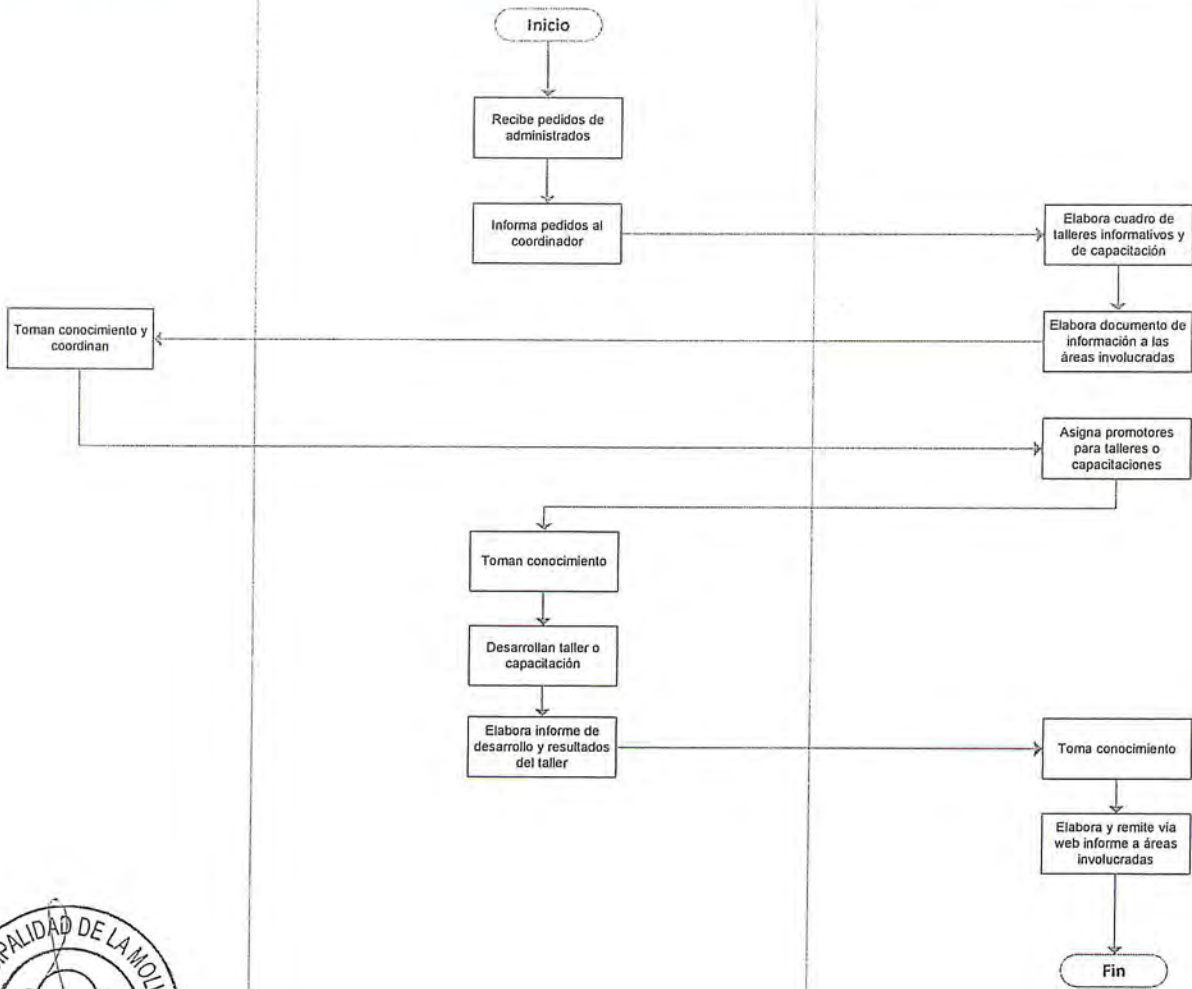 Inicio
Recibe pedidos de
administrados
Informa pedidos al
coordinador
Elabora cuadro de
talleres informativos y
de capacitación
Elabora documento de
información a las
áreas involucradas
Toman conocimiento y
coordinan
Asigna promotores
para talleres o
capacitaciones
Toman conocimiento
Desarrollan taller o
capacitación
Elabora informe de
desarrollo y resultados
del taller
Toma conocimiento
Elabora y remite vía
web informe a áreas
involucradas
Fin
DE LA